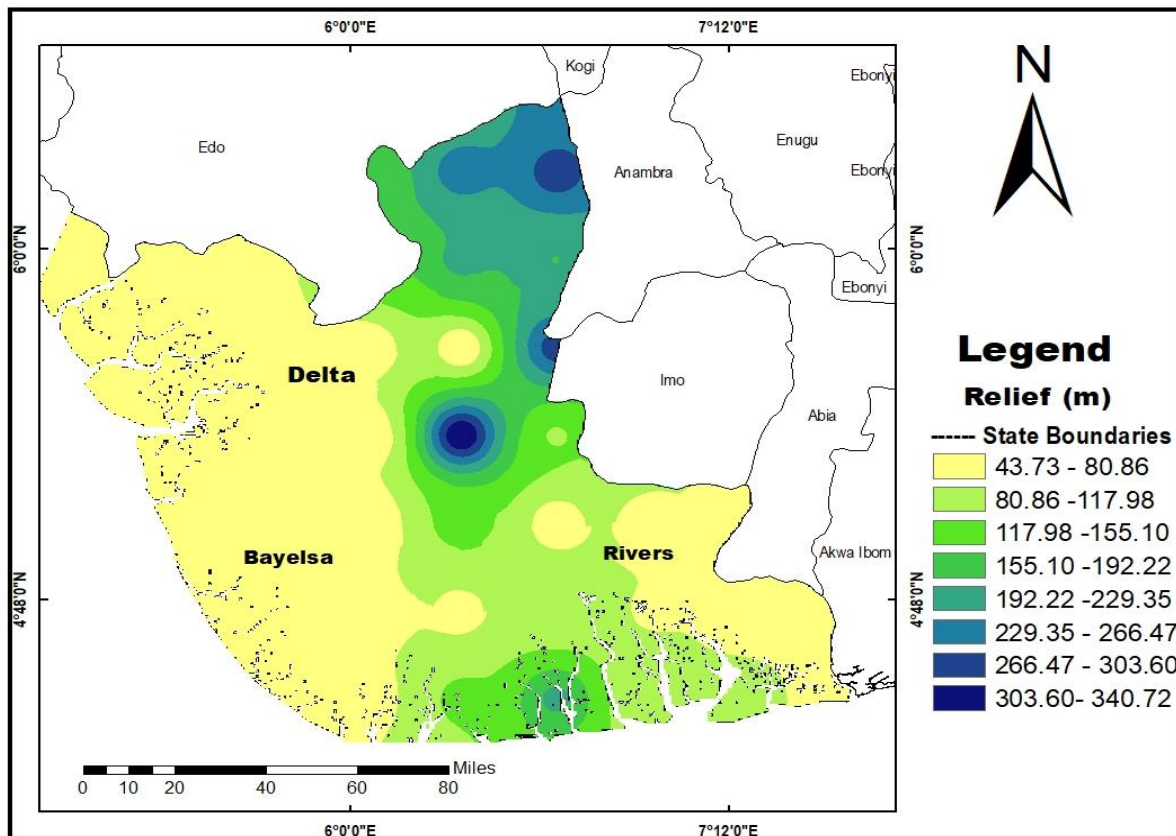 6°0'0"E
7°12'0"E
Kogi
Ebonyi
Edo
Enugu
Anambra
Ebonyi
Ebonyi
6°0'0"N
6°0'0"N
Ebonyi
Delta
Imo
Abia
Bayelsa
Rivers
Akwa Ibom
4°48'0"N
4°48'0"N
Miles
0 10 20 40 60 80
6°0'0"E
7°12'0"E
N
Legend
Relief (m)
State Boundaries
43.73 - 80.86
80.86 -117.98
117.98 -155.10
155.10 -192.22
192.22 -229.35
229.35 - 266.47
266.47 - 303.60
303.60- 340.72